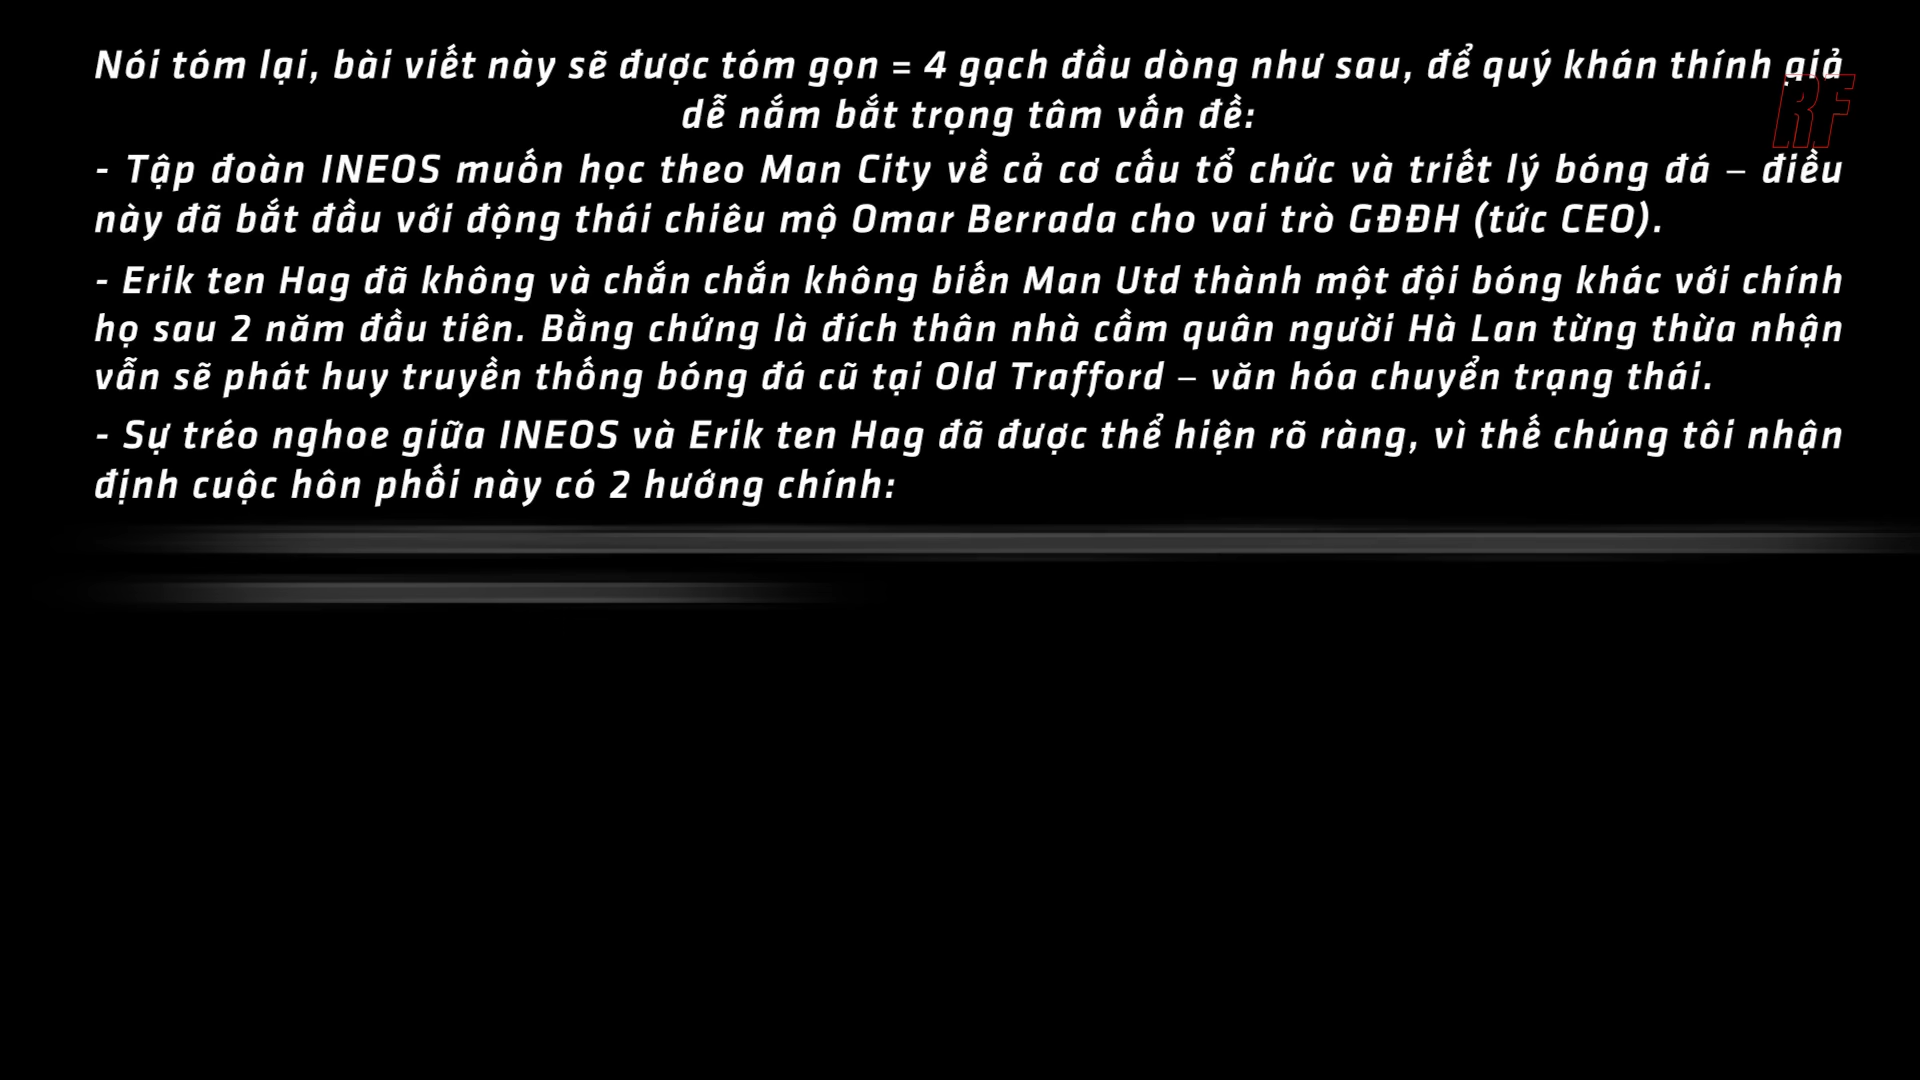 Nói tóm lại, bài viết này sẽ được tóm gọn = 4 gạch đầu dòng như sau, để quý khán thính giả
dễ nắm bắt trọng tâm vấn đề:
RF
- Tập đoàn INEOS muốn học theo Man City về cả cơ cấu tổ chức và triết lý bóng đá – điều
này đã bắt đầu với động thái chiêu mộ Omar Berrada cho vai trò GĐĐH (tức CEO).
- Erik ten Hag đã không và chắn chắn không biến Man Utd thành một đội bóng khác với chính
họ sau 2 năm đầu tiên. Bằng chứng là đích thân nhà cầm quân người Hà Lan từng thừa nhận
vẫn sẽ phát huy truyền thống bóng đá cũ tại Old Trafford – văn hóa chuyển trạng thái.
- Sự tréo nghoe giữa INEOS và Erik ten Hag đã được thể hiện rõ ràng, vì thế chúng tôi nhận
định cuộc hôn phối này có 2 hướng chính: